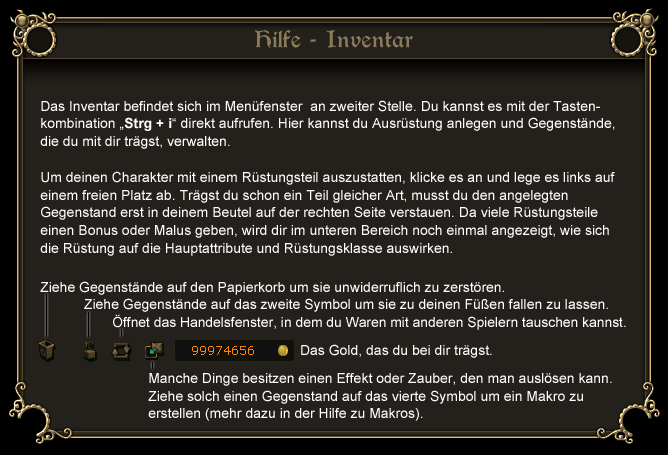 Hilfe - Inventar
Das Inventar befindet sich im Menüfenster  an zweiter Stelle. Du kannst es mit der Tasten-
kombination „Strg + i“ direkt aufrufen. Hier kannst du Ausrüstung anlegen und Gegenstände,
die du mit dir trägst, verwalten.
Um deinen Charakter mit einem Rüstungsteil auszustatten, klicke es an und lege es links auf
einem freien Platz ab. Trägst du schon ein Teil gleicher Art, musst du den angelegten
Gegenstand erst in deinem Beutel auf der rechten Seite verstauen. Da viele Rüstungsteile
einen Bonus oder Malus geben, wird dir im unteren Bereich noch einmal angezeigt, wie sich
die Rüstung auf die Hauptattribute und Rüstungsklasse auswirken.
Ziehe Gegenstände auf den Papierkorb um sie unwiderruflich zu zerstören.
Ziehe Gegenstände auf das zweite Symbol um sie zu deinen Füßen fallen zu lassen.
Öffnet das Handelsfenster, in dem du Waren mit anderen Spielern tauschen kannst.
99974656 Das Gold, das du bei dir trägst.
Manche Dinge besitzen einen Effekt oder Zauber, den man auslösen kann.
Ziehe solch einen Gegenstand auf das vierte Symbol um ein Makro zu
erstellen (mehr dazu in der Hilfe zu Makros).